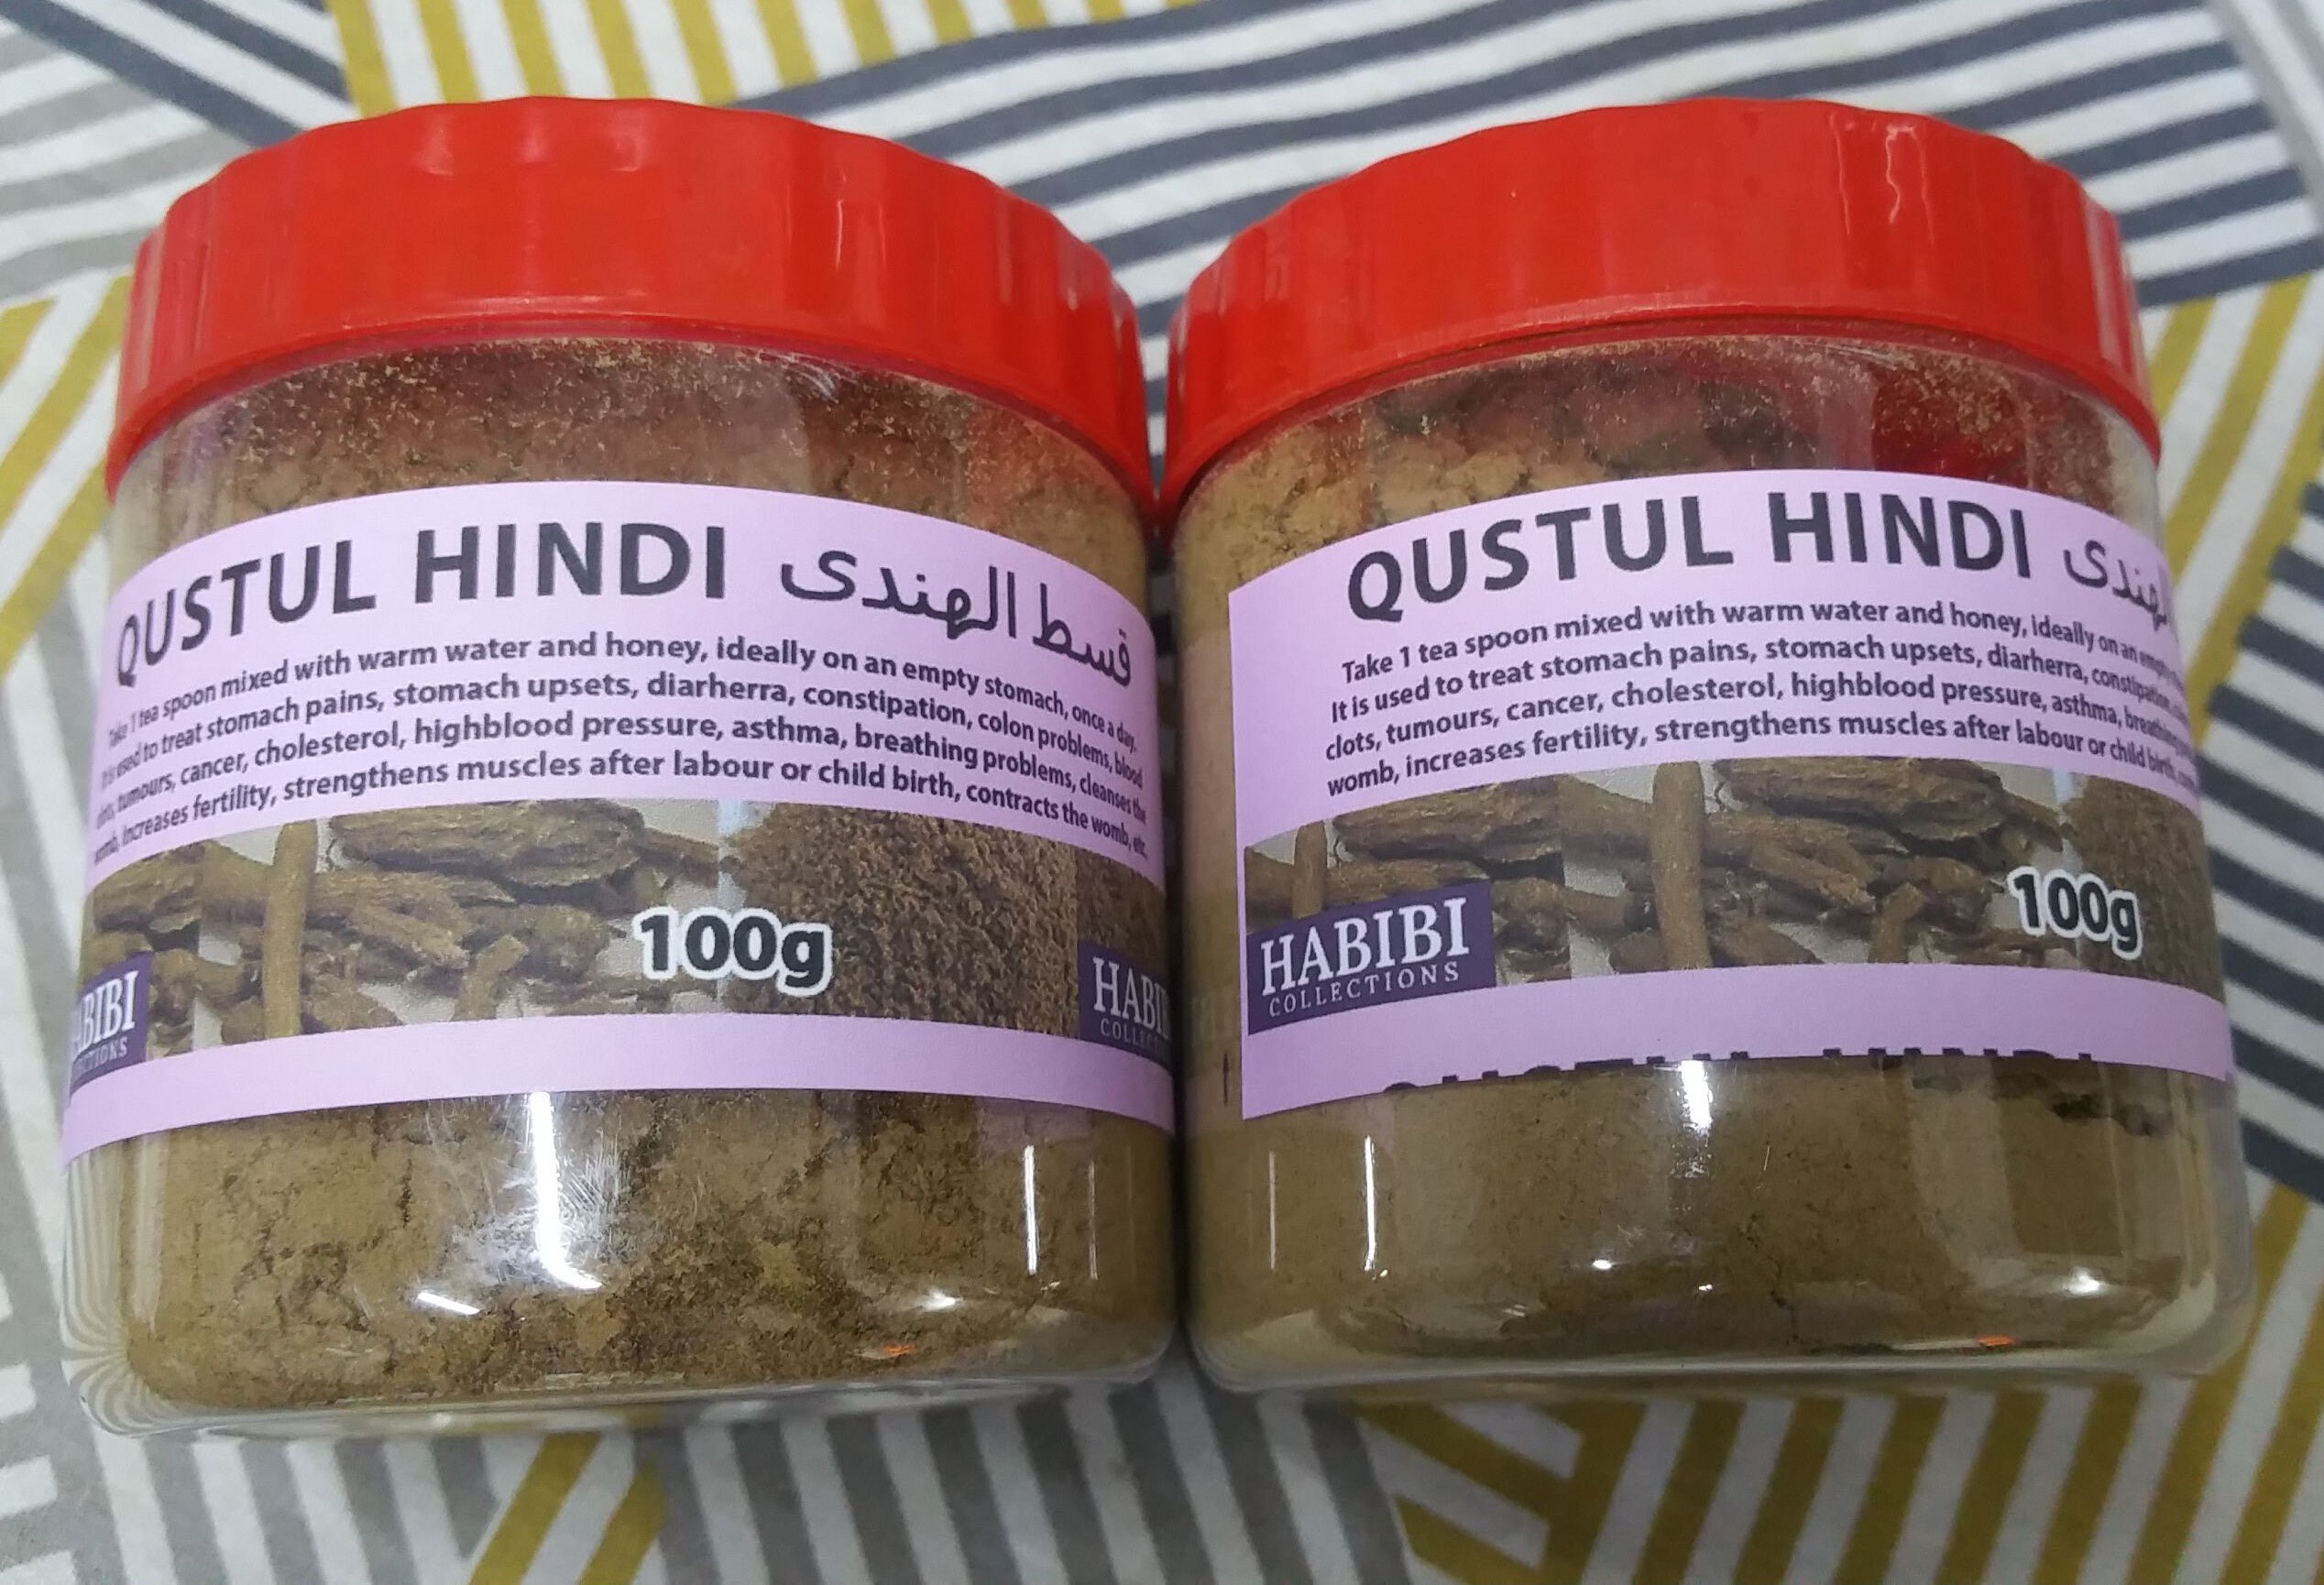 QUSTUL HINDI قسط الهندى
Take 1 tea spoon mixed with warm water and honey, ideally on an empty stomach, once a day.
It is used to treat stomach pains, stomach upsets, diarherra, constipation, colon problems, blood
clots, tumours, cancer, cholesterol, highblood pressure, asthma, breathing problems, cleanses the
womb, increases fertility, strengthens muscles after labour or child birth, contracts the womb, etc.
100g
HABIBI
COLLECTIONS
QUSTUL HINDI
Take 1 tea spoon mixed with warm water and honey, ideally on an empty
It is used to treat stomach pains, stomach upsets, diarherra, constipation,
clots, tumours, cancer, cholesterol, highblood pressure, asthma, breathing
womb, increases fertility, strengthens muscles after labour or child birth,
100g
HABIBI
COLLECTIONS